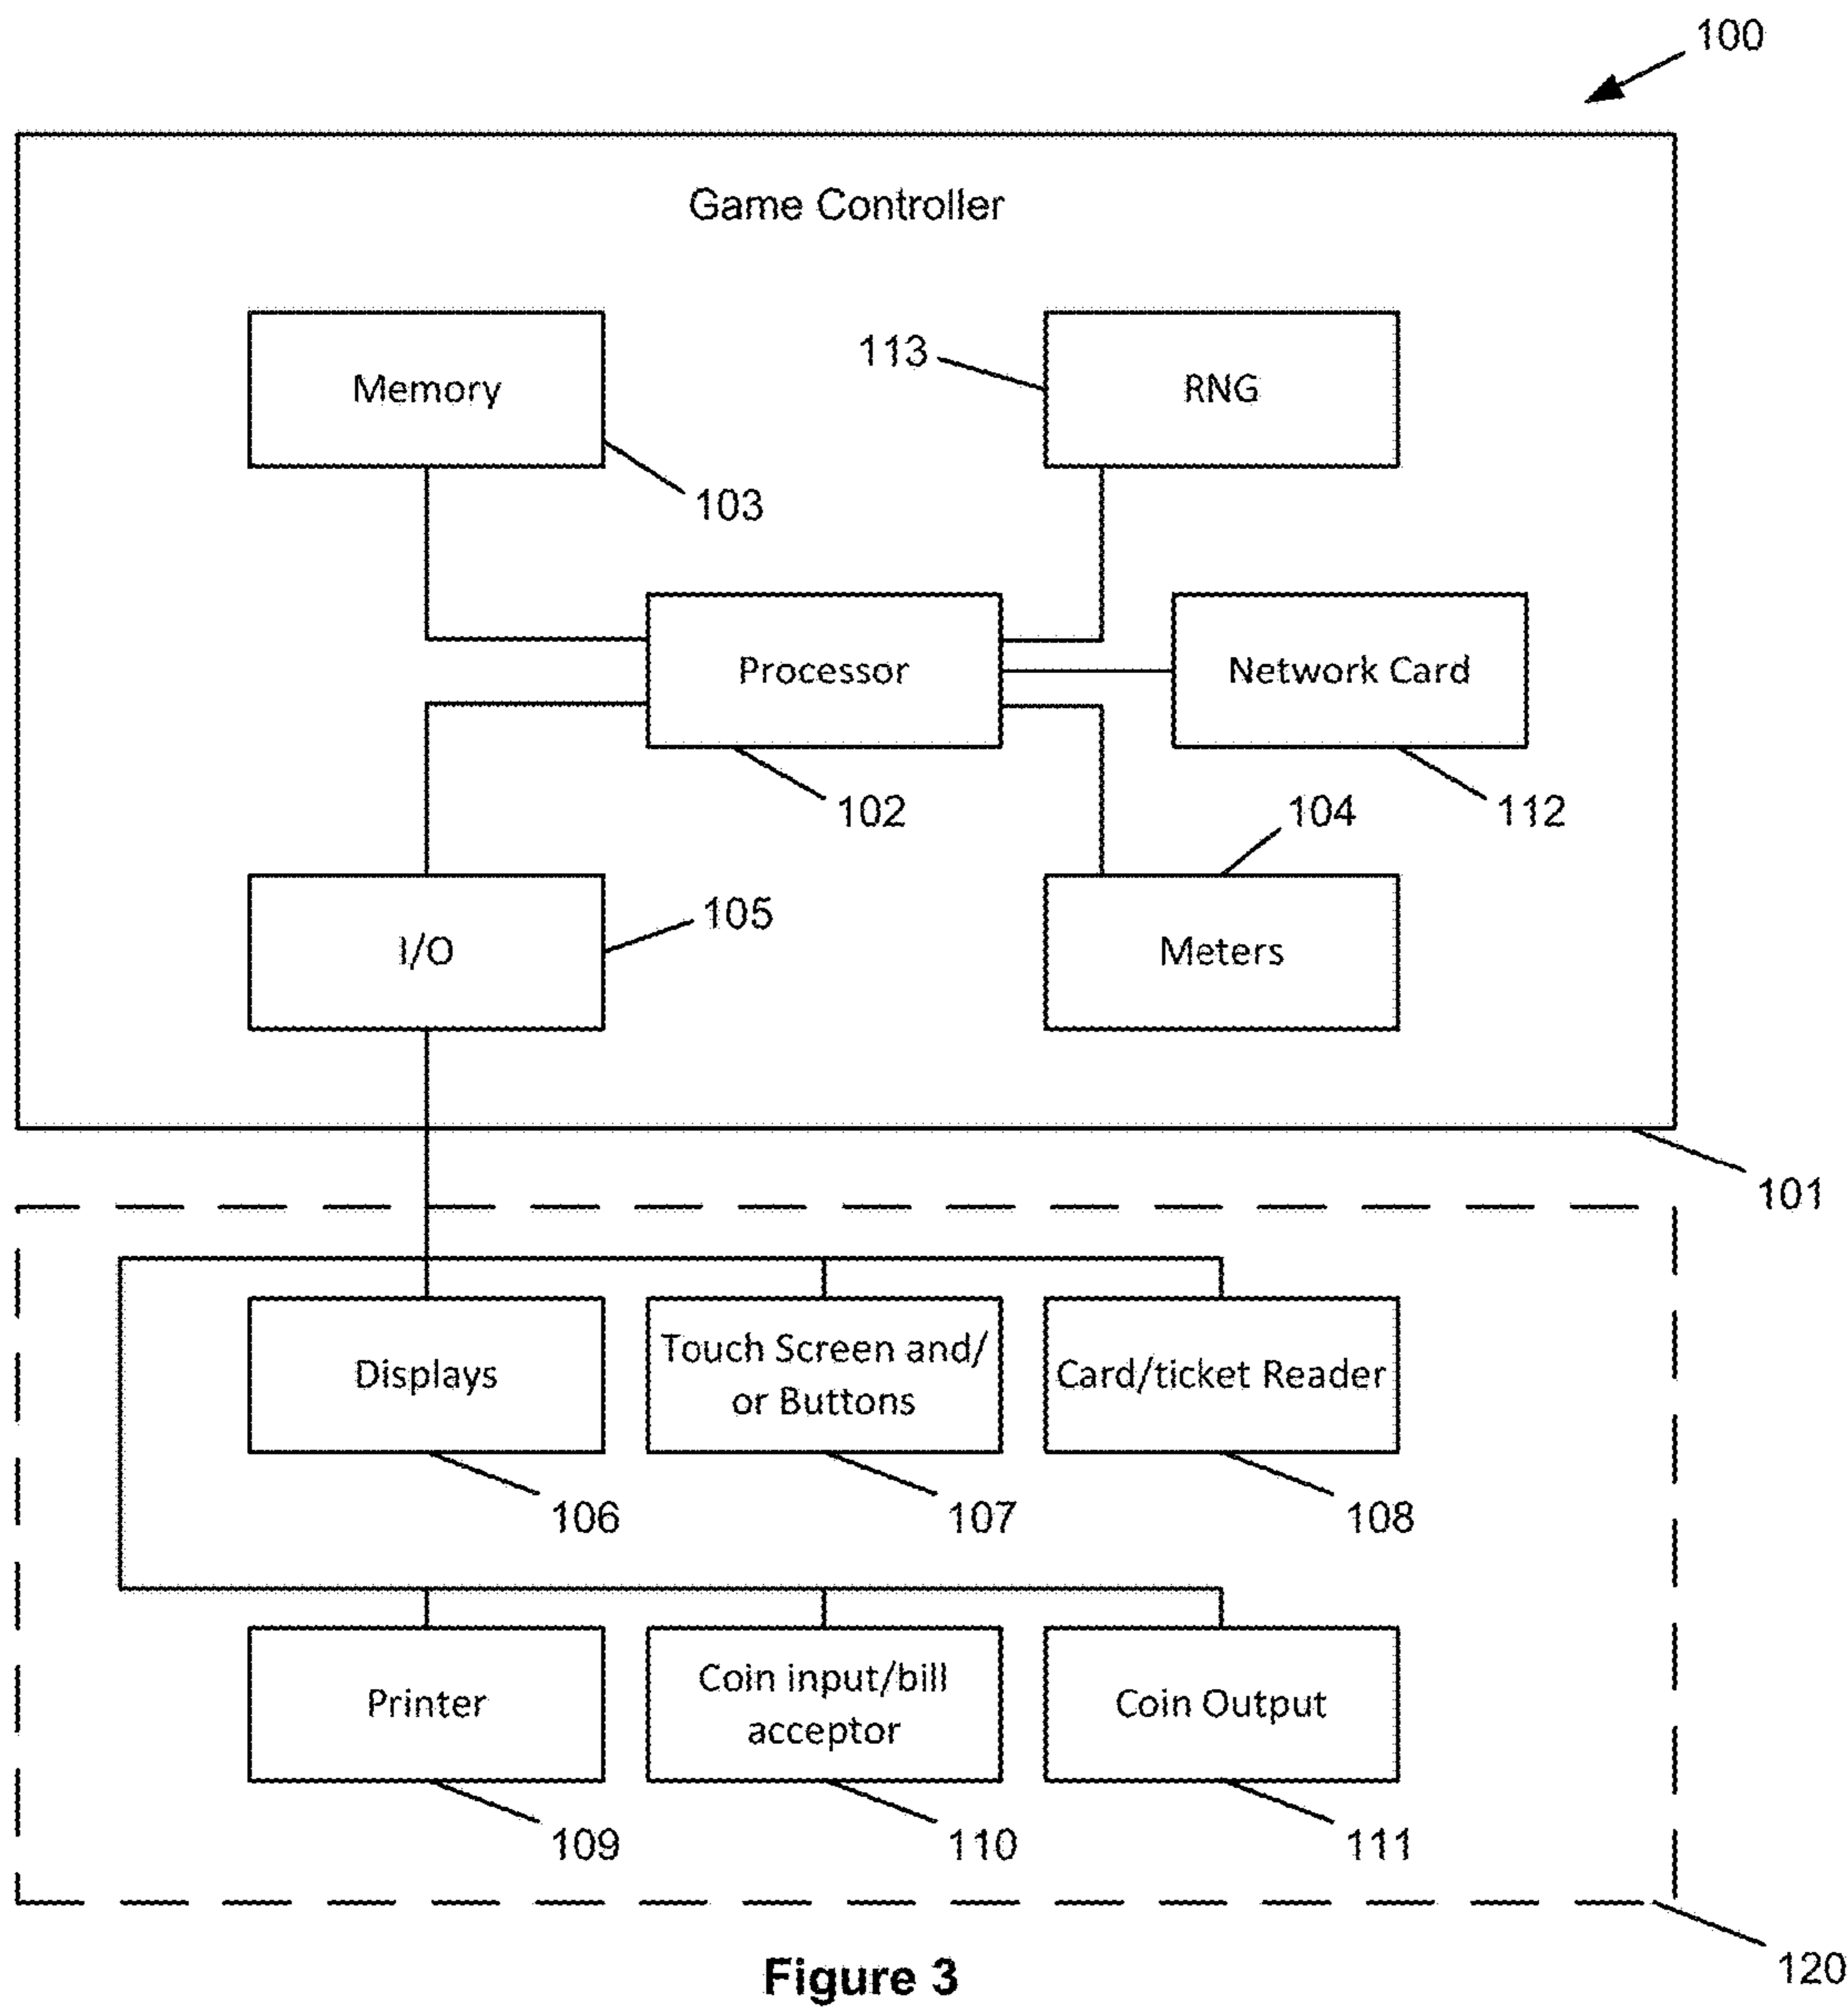 100
Game Controller
Memory
113
RNG
103
Processor
Network Card
102
104
112
I/O
105
Meters
101
Displays
Touch Screen and/
or Buttons
Card/ticket Reader
106
107
108
Printer
Coin input/bill
acceptor
Coin Output
109
110
111
120
Figure 3